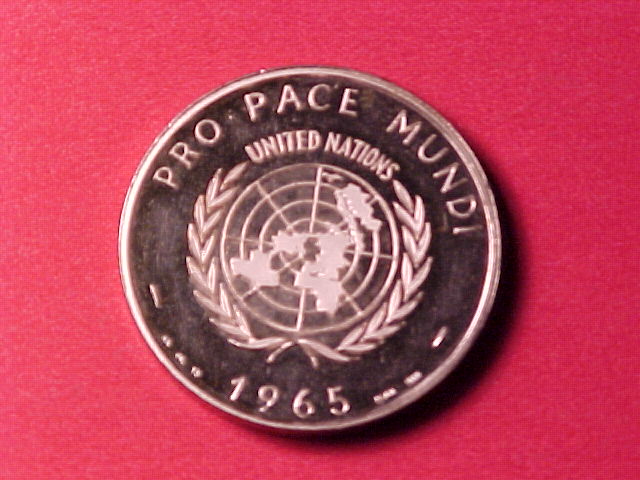 PRO PACE MUNDI
UNITED NATIONS
1965